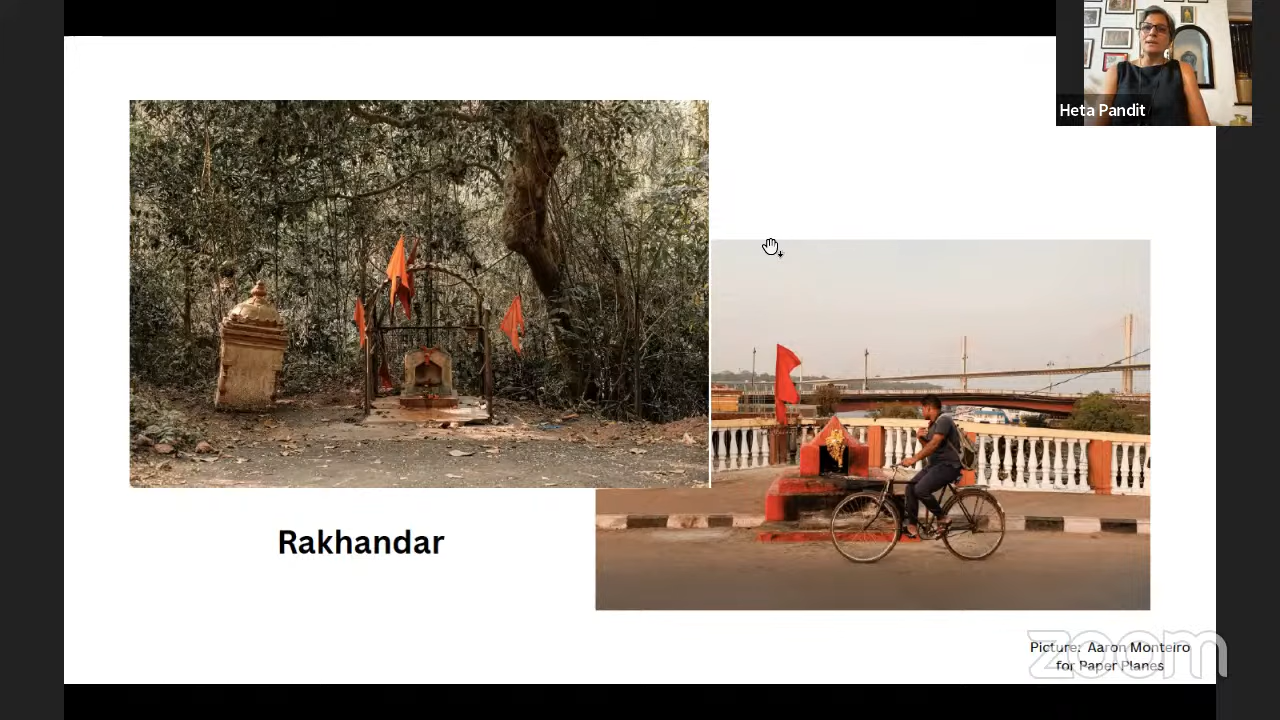 Heta Pandit
Rakhandar
Picture: Aaron Monteiro
for Paper Planes
zoom